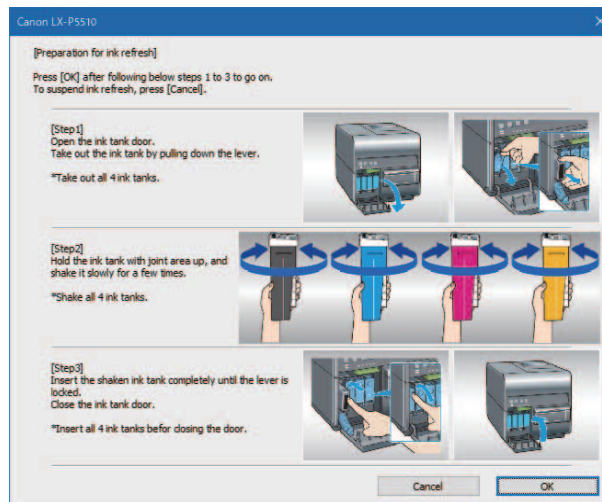 Canon LX-P5510
[Preparation for ink refresh]
Press [OK] after following below steps 1 to 3 to go on.
To suspend ink refresh, press [Cancel].
[Step1]
Open the ink tank door.
Take out the ink tank by pulling down the lever.
*Take out all 4 ink tanks.
[Step2]
Hold the ink tank with joint area up, and
shake it slowly for a few times.
*Shake all 4 ink tanks.
[Step3]
Insert the shaken ink tank completely until the lever is
locked.
Close the ink tank door.
*Insert all 4 ink tanks befor closing the door.
Cancel
OK